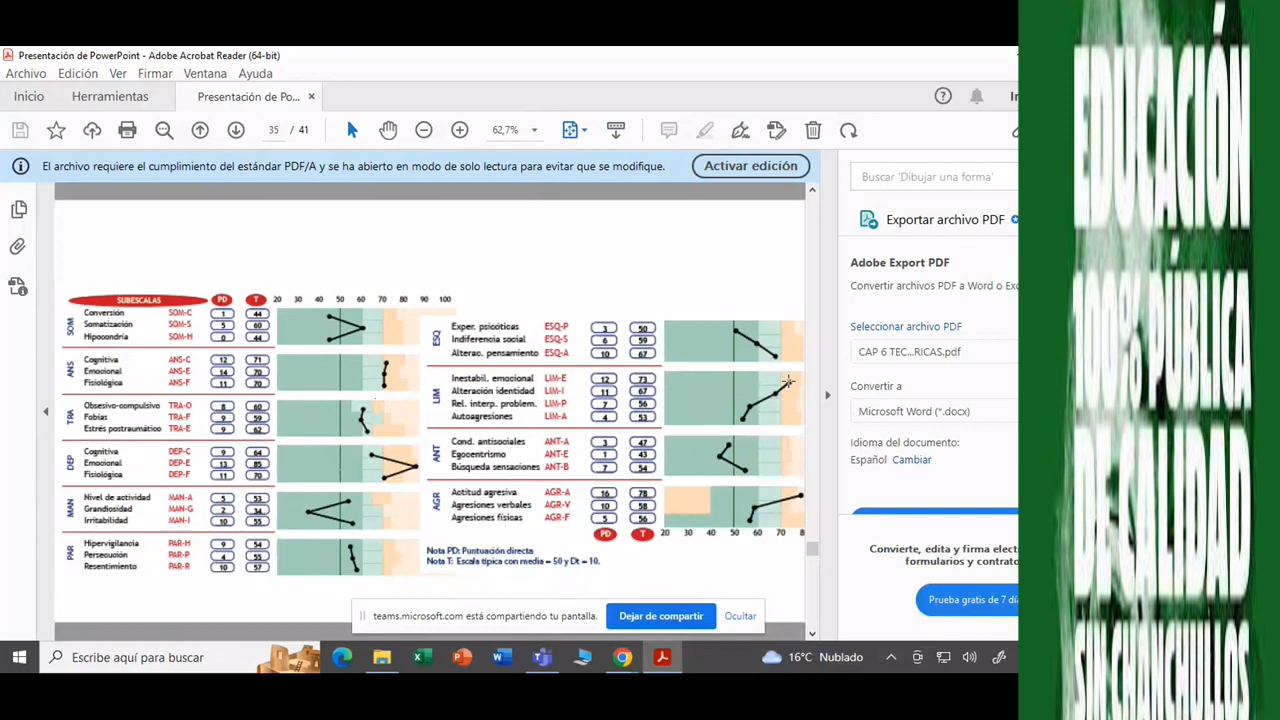 Presentación de PowerPoint - Adobe Acrobat Reader (64-bit)
Archivo Edición Ver Firmar Ventana Ayuda
Inicio Herramientas Presentación de Po... ×
35 / 41 62,7%
El archivo requiere el cumplimiento del estándar PDF/A y se ha abierto en modo de solo lectura para evitar que se modifique. Activar edición
SUBESCALAS PD T 20 30 40 50 60 70 80 90 100
SOM
Conversión SOM-C 1 44
Somatización SOM-S 5 60
Hipocondría SOM-H 0 44
ANS
Cognitiva ANS-C 12 71
Emocional ANS-E 14 70
Fisiológica ANS-F 11 70
TRA
Obsesivo-compulsivo TRA-O 8 60
Fobias TRA-F 9 59
Estrés postraumático TRA-E 9 62
DEP
Cognitiva DEP-C 9 64
Emocional DEP-E 13 85
Fisiológica DEP-F 11 70
MAN
Nivel de actividad MAN-A 5 53
Grandiosidad MAN-G 2 34
Irritabilidad MAN-I 10 55
PAR
Hipervigilancia PAR-H 9 54
Persecución PAR-P 4 55
Resentimiento PAR-R 10 57
ESQ
Exper. psicóticas ESQ-P 3 50
Indiferencia social ESQ-S 6 59
Alterac. pensamiento ESQ-A 10 67
LIM
Inestabil. emocional LIM-E 12 73
Alteración identidad LIM-I 11 67
Rel. interp. problem. LIM-P 7 56
Autoagresiones LIM-A 4 53
ANT
Cond. antisociales ANT-A 3 47
Egocentrismo ANT-E 1 43
Búsqueda sensaciones ANT-B 7 54
AGR
Actitud agresiva AGR-A 16 78
Agresiones verbales AGR-V 10 58
Agresiones físicas AGR-F 5 56
PD T 20 30 40 50 60 70 8
Nota PD: Puntuación directa
Nota T: Escala típica con media = 50 y Dt = 10.
teams.microsoft.com está compartiendo tu pantalla. Dejar de compartir Ocultar
Buscar 'Dibujar una forma'
Exportar archivo PDF
Adobe Export PDF
Convertir archivos PDF a Word o Exc
Seleccionar archivo PDF
CAP 6 TEC...RICAS.pdf
Convertir a
Microsoft Word (*.docx)
Idioma del documento:
Español Cambiar
Convierte, edita y firma elect
formularios y contrato
Prueba gratis de 7 día
Escribe aquí para buscar
16°C Nublado
EDUCACIÓN
100% PÚBLICA
DE CALIDAD
SIN CHANCHULLOS